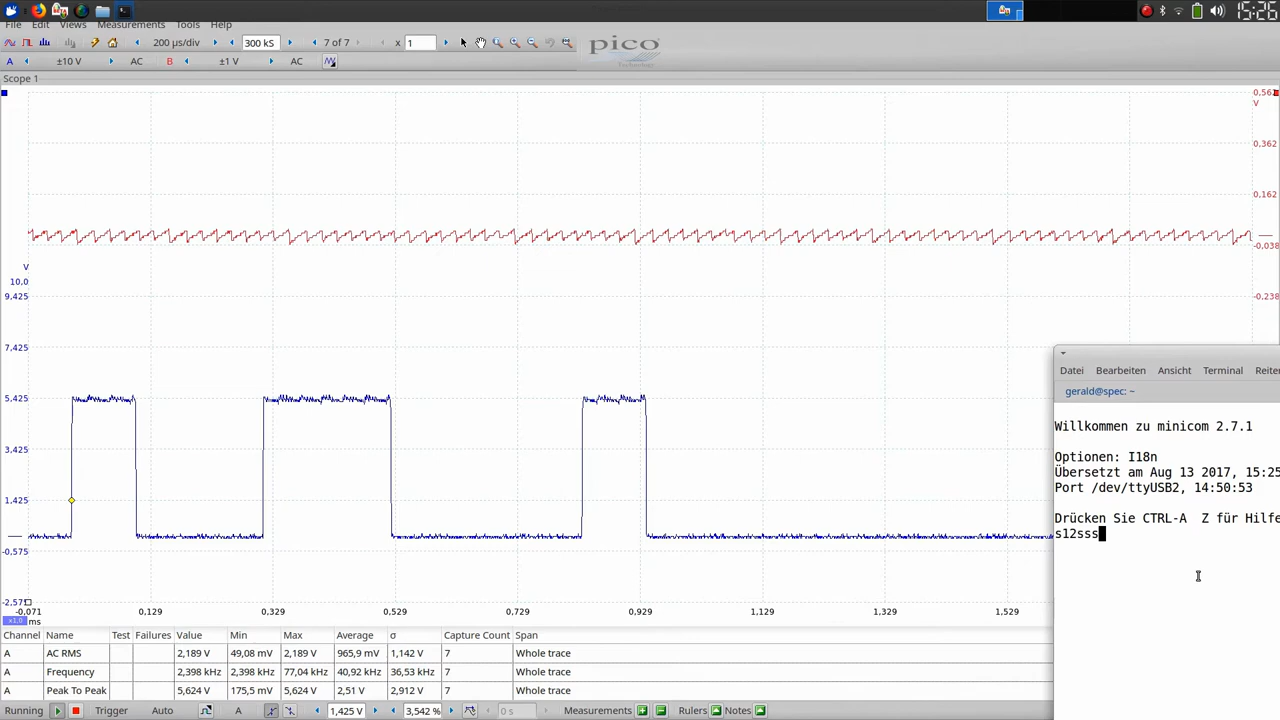 15:26
File Edit Views Measurements Tools Help
200 µs/div 300 kS 7 of 7 x 1
pico
Technology
A ±10 V AC B ±1 V AC
Scope 1
0,562
V
0,362
0,162
-0,038
V
10,0
9,425
-0,238
7,425
5,425
3,425
1,425
-0,575
-2,575
-0,071 0,129 0,329 0,529 0,729 0,929 1,129 1,329 1,529
x1,0 ms
Datei Bearbeiten Ansicht Terminal Reiter
gerald@spec: ~
Willkommen zu minicom 2.7.1
Optionen: I18n
Übersetzt am Aug 13 2017, 15:25
Port /dev/ttyUSB2, 14:50:53
Drücken Sie CTRL-A Z für Hilfe
s12sss
Channel Name Test Failures Value Min Max Average σ Capture Count Span
A AC RMS 2,189 V 49,08 mV 2,189 V 965,9 mV 1,142 V 7 Whole trace
A Frequency 2,398 kHz 2,398 kHz 77,04 kHz 40,92 kHz 36,53 kHz 7 Whole trace
A Peak To Peak 5,624 V 175,5 mV 5,624 V 2,51 V 2,912 V 7 Whole trace
Running Trigger Auto A 1,425 V 3,542 % 0 s Measurements Rulers Notes